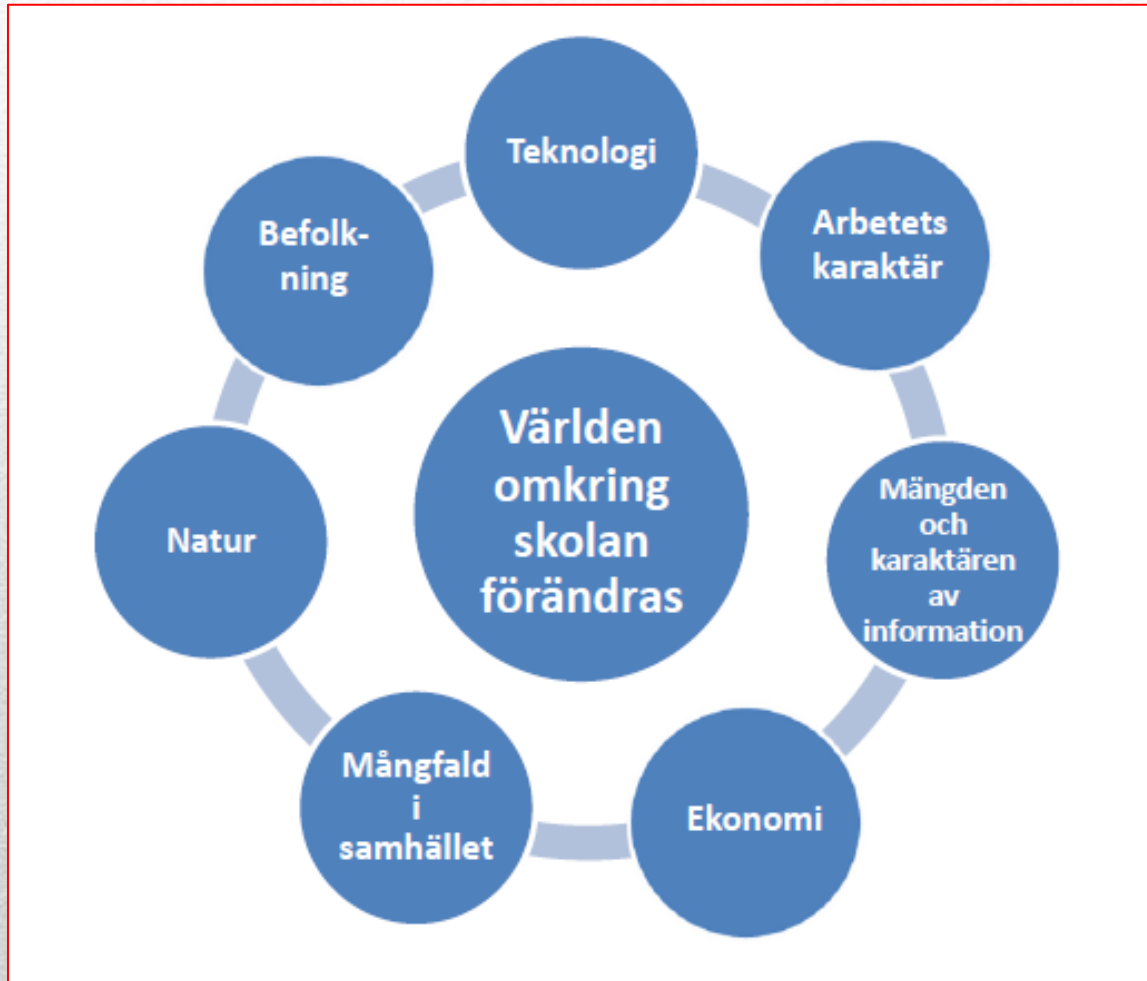 Teknologi
Arbetets
karaktär
Mängden
och
karaktären
av
information
Ekonomi
Mångfald
i
samhället
Natur
Befolk-
ning
Världen
omkring
skolan
förändras